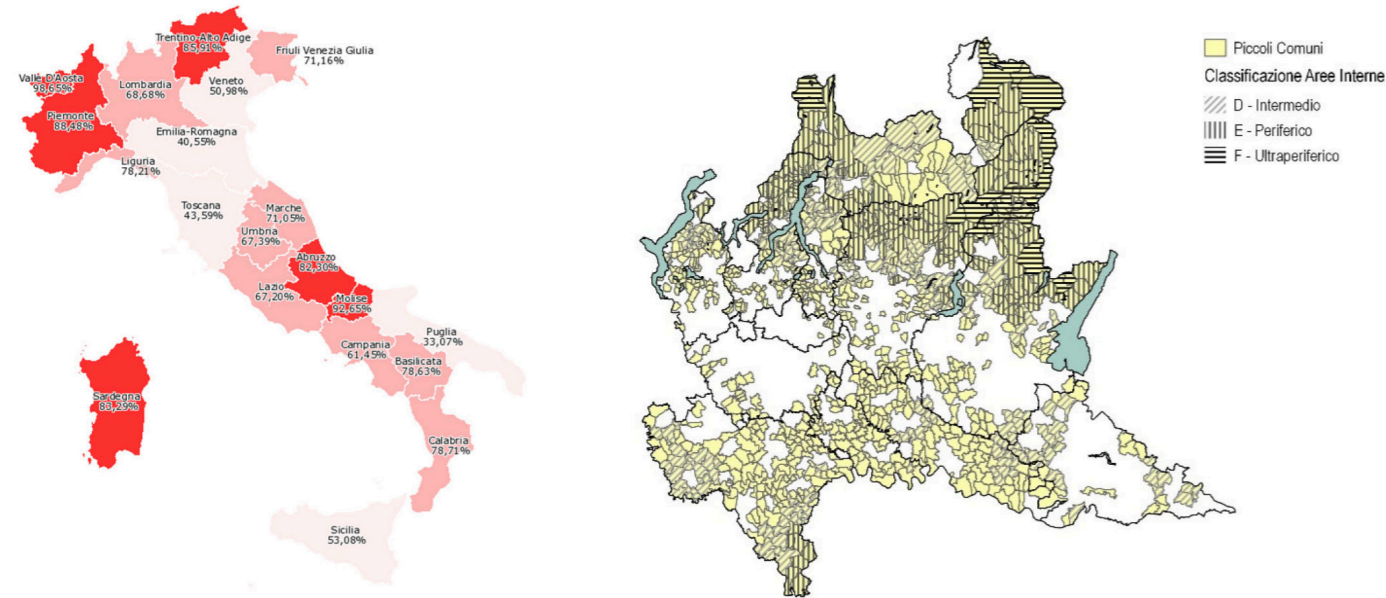 Trentino-Alto Adige
85,91%
Friuli Venezia Giulia
71,16%
Valle D'Aosta
98,65%
Lombardia
68,68%
Veneto
50,98%
Piemonte
88,48%
Emilia-Romagna
40,55%
Liguria
78,21%
Toscana
43,59%
Marche
71,05%
Umbria
67,39%
Abruzzo
82,30%
Lazio
67,20%
Molise
92,65%
Puglia
33,07%
Campania
61,45%
Basilicata
78,63%
Sardegna
83,29%
Calabria
78,71%
Sicilia
53,08%
Piccoli Comuni
Classificazione Aree Interne
D - Intermedio
E - Periferico
F - Ultraperiferico